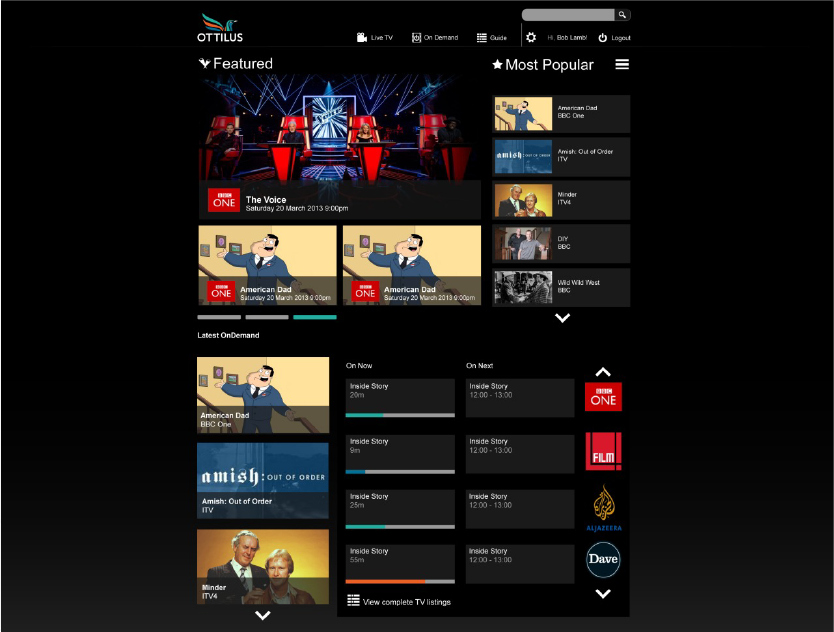 OTTILUS
Live TV
On Demand
Guide
Hi, Bob Lamb!
Logout
Featured
BBC
ONE
The Voice
Saturday 20 March 2013 9:00pm
BBC
ONE
American Dad
Saturday 20 March 2013 9:00pm
BBC
ONE
American Dad
Saturday 20 March 2013 9:00pm
Most Popular
American Dad
BBC One
amish: OUT OF ORDER
Amish: Out of Order
ITV
Minder
ITV4
DIY
BBC
Wild Wild West
BBC
Latest OnDemand
American Dad
BBC One
amish: OUT OF ORDER
Amish: Out of Order
ITV
Minder
ITV4
On Now
On Next
Inside Story
20m
Inside Story
12.00 - 13:00
BBC
ONE
Inside Story
9m
Inside Story
12.00 - 13:00
FILM
Inside Story
25m
Inside Story
12.00 - 13:00
ALJAZEERA
Inside Story
55m
Inside Story
12.00 - 13:00
Dave
View complete TV listings